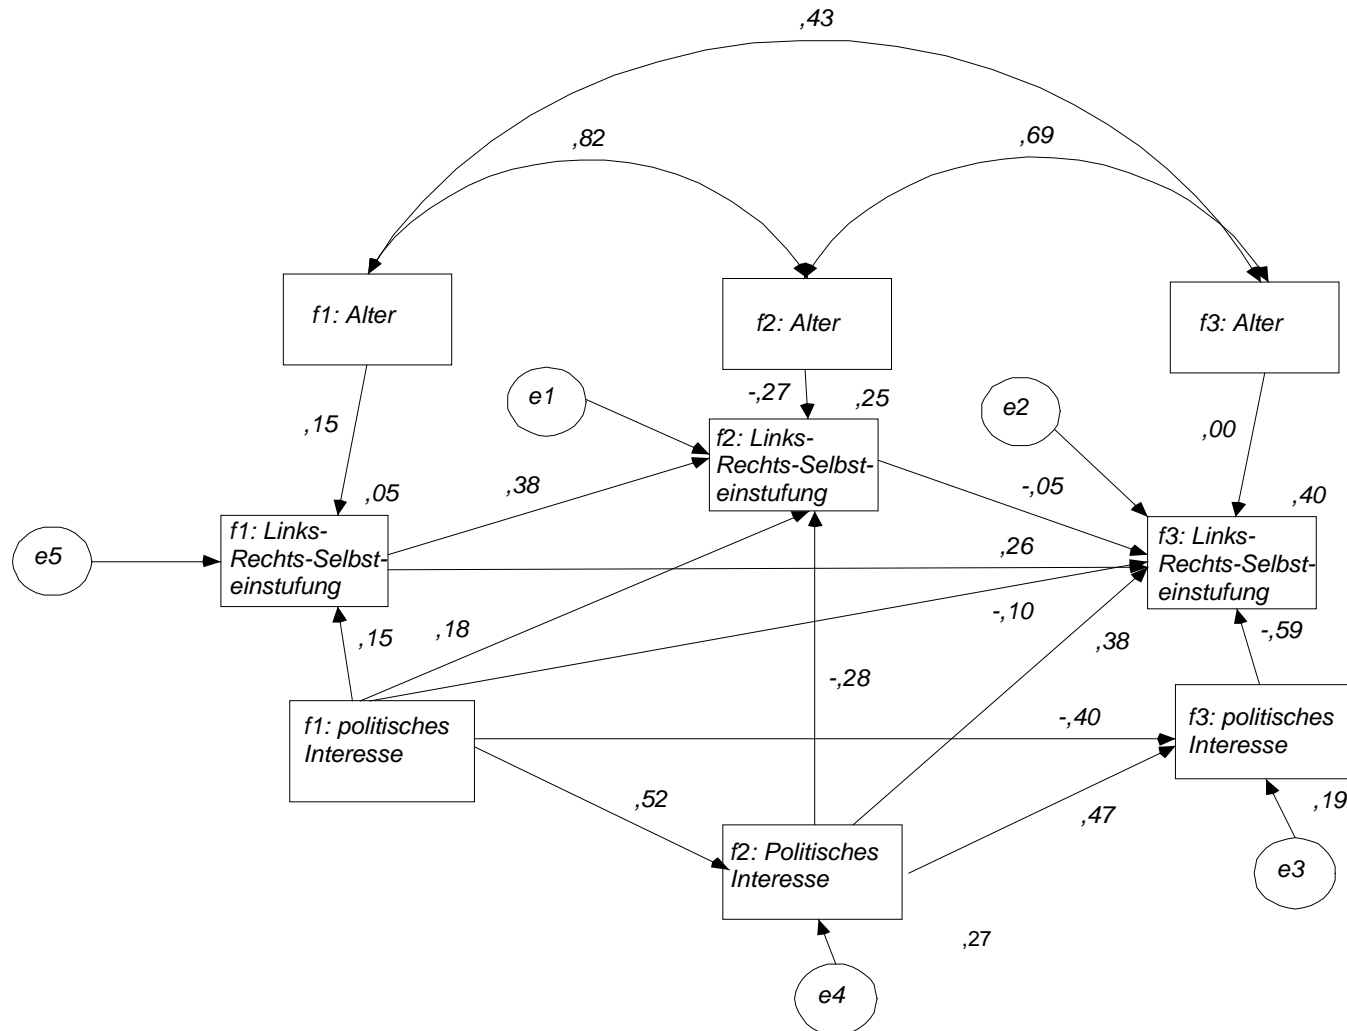 ,43
,82
,69
f1: Alter
f2: Alter
f3: Alter
e1
-,27
,25
e2
,15
,00
f2: Links-
Rechts-Selbst-
einstufung
,05
,38
-,05
,40
f1: Links-
Rechts-Selbst-
einstufung
f3: Links-
Rechts-Selbst-
einstufung
e5
,26
,15
,18
-,10
,38
-,59
-,28
f1: politisches
Interesse
-,40
f3: politisches
Interesse
,52
,47
,19
f2: Politisches
Interesse
e3
,27
e4